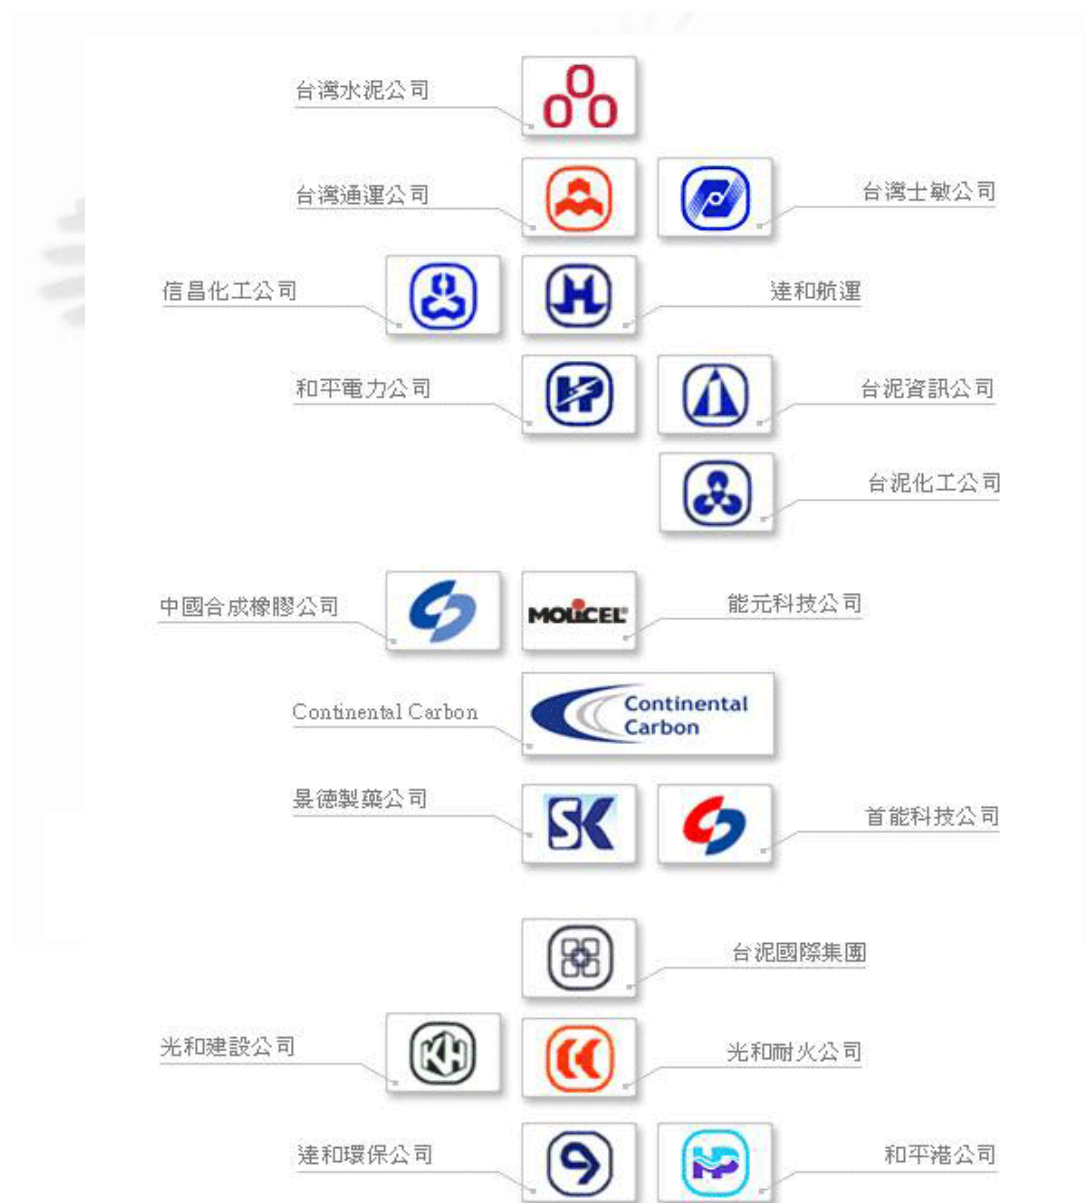 台灣水泥公司
台灣通運公司
台灣士敏公司
信昌化工公司
達和航運
和平電力公司
HP
台泥資訊公司
台泥化工公司
中國合成橡膠公司
MOLICEL®
能元科技公司
Continental Carbon
Continental
Carbon
景德製藥公司
SK
首能科技公司
台泥國際集團
光和建設公司
KH
光和耐火公司
達和環保公司
HP
和平港公司